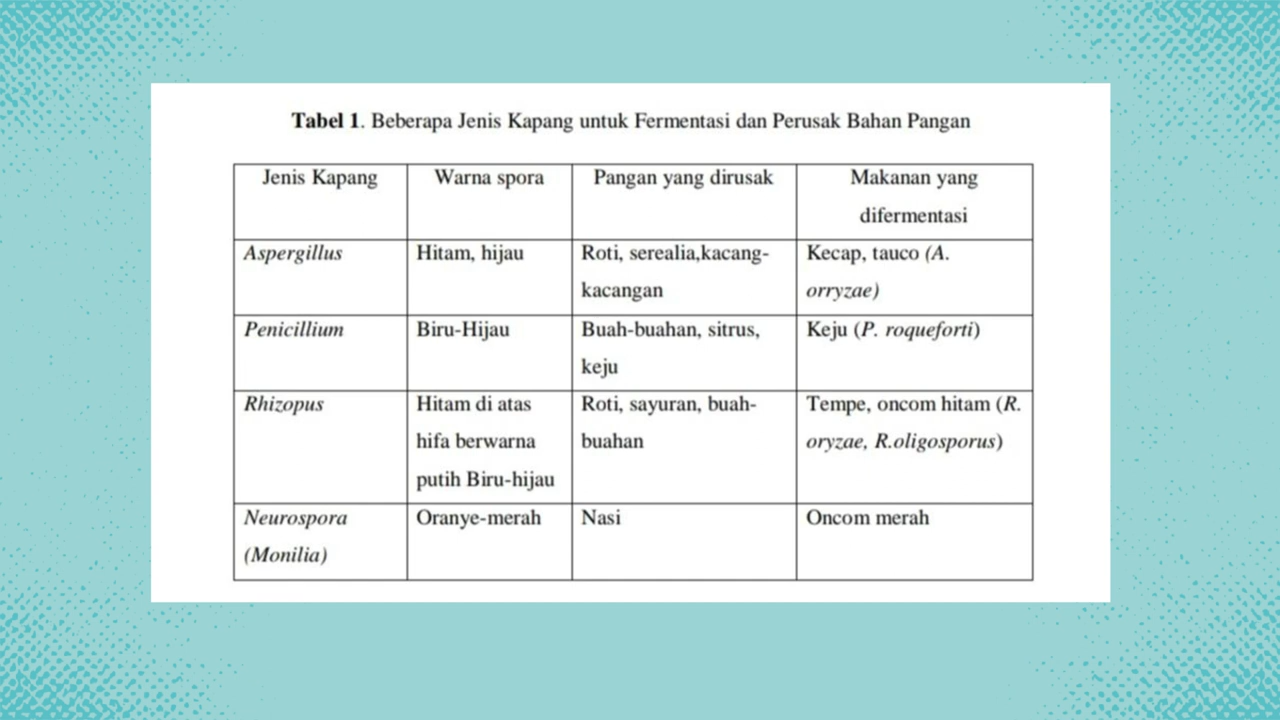 Tabel 1. Beberapa Jenis Kapang untuk Fermentasi dan Perusak Bahan Pangan
Jenis Kapang
Warna spora
Pangan yang dirusak
Makanan yang
difermentasi
Aspergillus
Hitam, hijau
Roti, serealia,kacang-
kacangan
Kecap, tauco (A.
orryzae)
Penicillium
Biru-Hijau
Buah-buahan, sitrus,
keju
Keju (P. roqueforti)
Rhizopus
Hitam di atas
hifa berwarna
putih Biru-hijau
Roti, sayuran, buah-
buahan
Tempe, oncom hitam (R.
oryzae, R.oligosporus)
Neurospora
(Monilia)
Oranye-merah
Nasi
Oncom merah